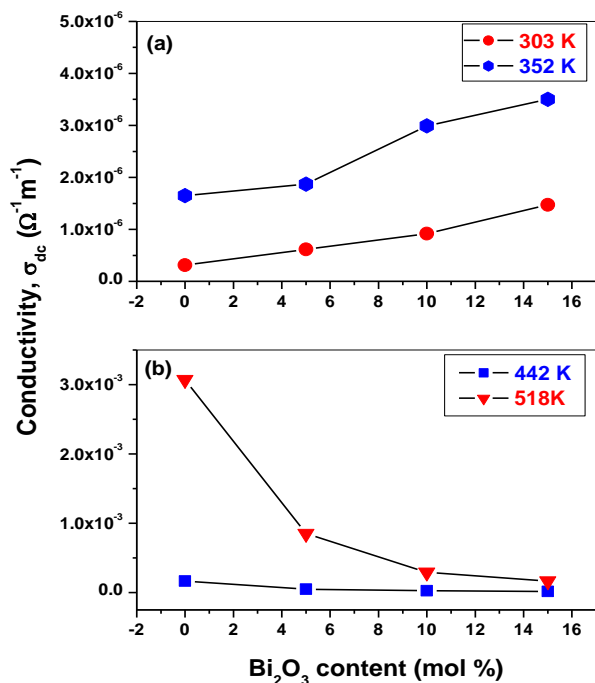 (a)
303 K
352 K
5.0x10⁻⁶
4.0x10⁻⁶
3.0x10⁻⁶
2.0x10⁻⁶
1.0x10⁻⁶
0.0
-2 0 2 4 6 8 10 12 14 16
Conductivity, σdc (Ω⁻¹m⁻¹)
(b)
442 K
518K
3.0x10⁻³
2.0x10⁻³
1.0x10⁻³
0.0
-2 0 2 4 6 8 10 12 14 16
Bi₂O₃ content (mol %)